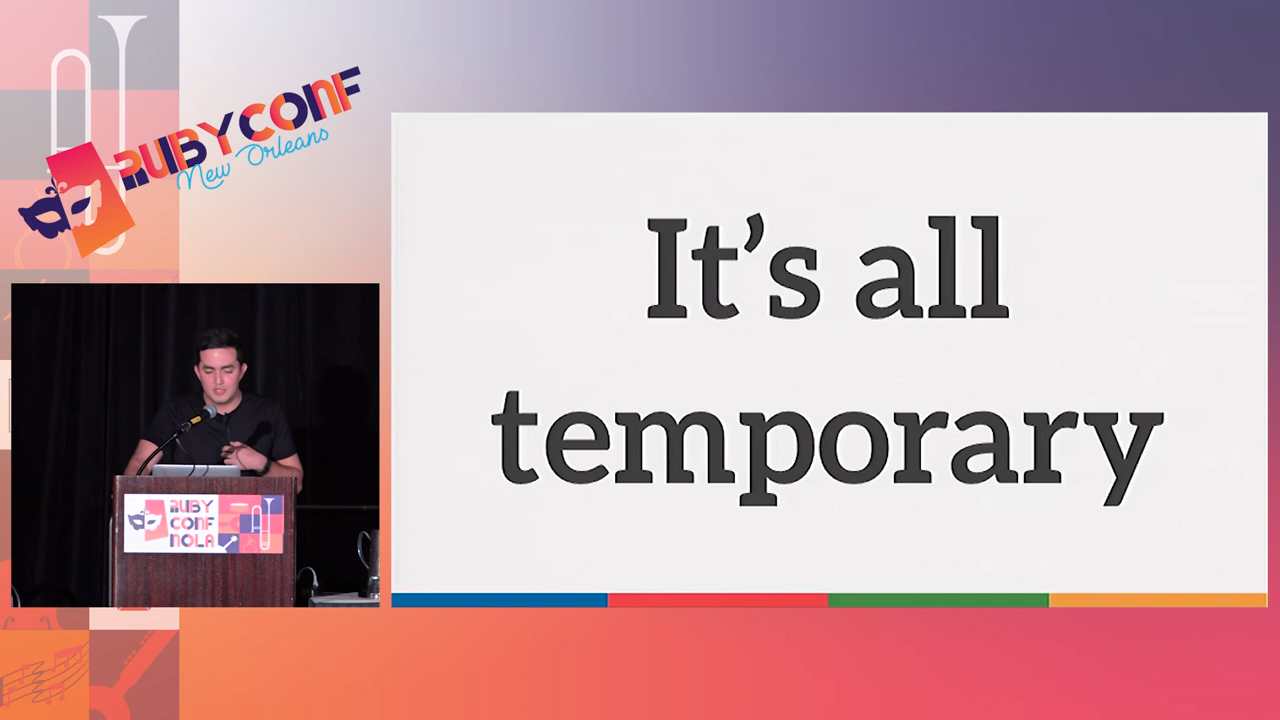 RUBYCONF
New Orleans
It's all
temporary
RUBY
CONF
NOLA